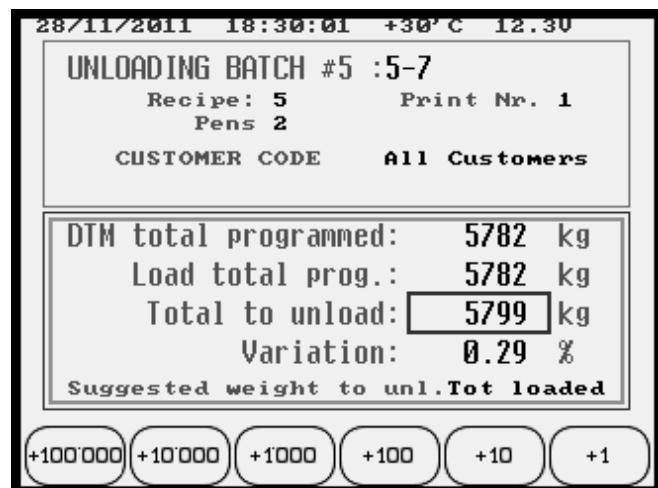 28/11/2011 18:30:01 +30°C 12.3V
UNLOADING BATCH #5 :5-7
Recipe: 5 Print Nr. 1
Pens 2
CUSTOMER CODE All Customers
DTM total programmed: 5782 kg
Load total prog.: 5782 kg
Total to unload: 5799 kg
Variation: 0.29 %
Suggested weight to unl.Tot loaded
+100'000 +10'000 +1'000 +100 +10 +1